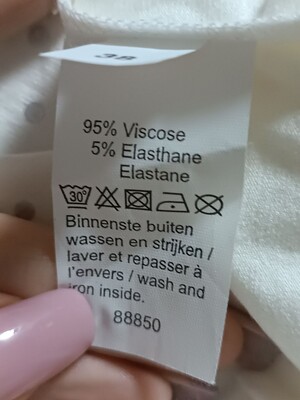 38
95% Viscose
5% Elasthane
Elastane
30°
Binnenste buiten
wassen en strijken /
laver et repasser à
l'envers / wash and
iron inside.
88850